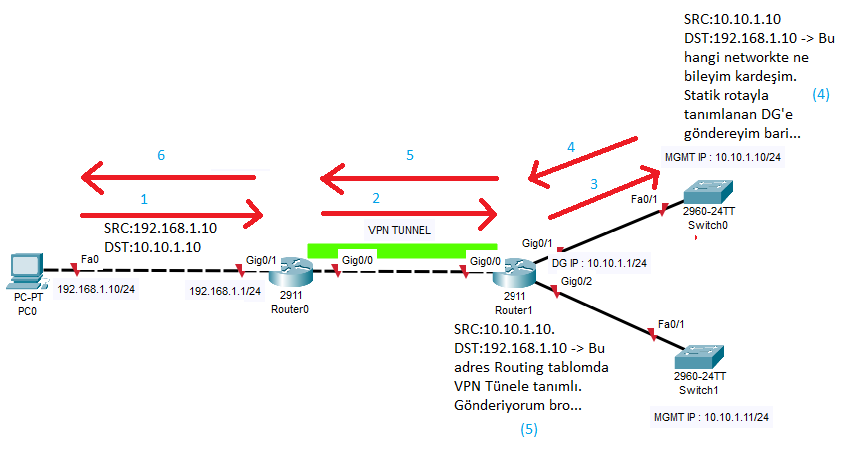 SRC:10.10.1.10
DST:192.168.1.10 -> Bu
hangi networkte ne
bileyim kardeşim.
Statik rotayla
tanımlanan DG'e
göndereyim bari...
(4)
MGMT IP : 10.10.1.10/24
6
5
4
1
2
3
SRC:192.168.1.10
DST:10.10.1.10
VPN TUNNEL
Fa0/1
2960-24TT
Switch0
Fa0
Gig0/1
Gig0/0
Gig0/0
Gig0/1
DG IP : 10.10.1.1/24
Gig0/2
PC-PT
PC0
192.168.1.10/24
192.168.1.1/24
2911
Router0
2911
Router1
SRC:10.10.1.10.
DST:192.168.1.10 -> Bu
adres Routing tablomda
VPN Tünele tanımlı.
Gönderiyorum bro...
(5)
Fa0/1
2960-24TT
Switch1
MGMT IP : 10.10.1.11/24